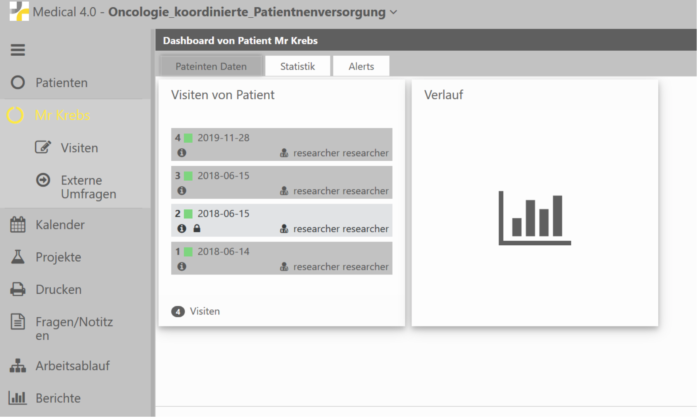 Medical 4.0 - Oncologie_koordinierte_Patientnenversorgung
Dashboard von Patient Mr Krebs
Pateinten Daten
Statistik
Alerts
Patienten
Mr Krebs
Visiten
Externe
Umfragen
Kalender
Projekte
Drucken
Fragen/Notitz
en
Arbeitsablauf
Berichte
Visiten von Patient
4 2019-11-28
researcher researcher
3 2018-06-15
researcher researcher
2 2018-06-15
researcher researcher
1 2018-06-14
researcher researcher
4 Visiten
Verlauf